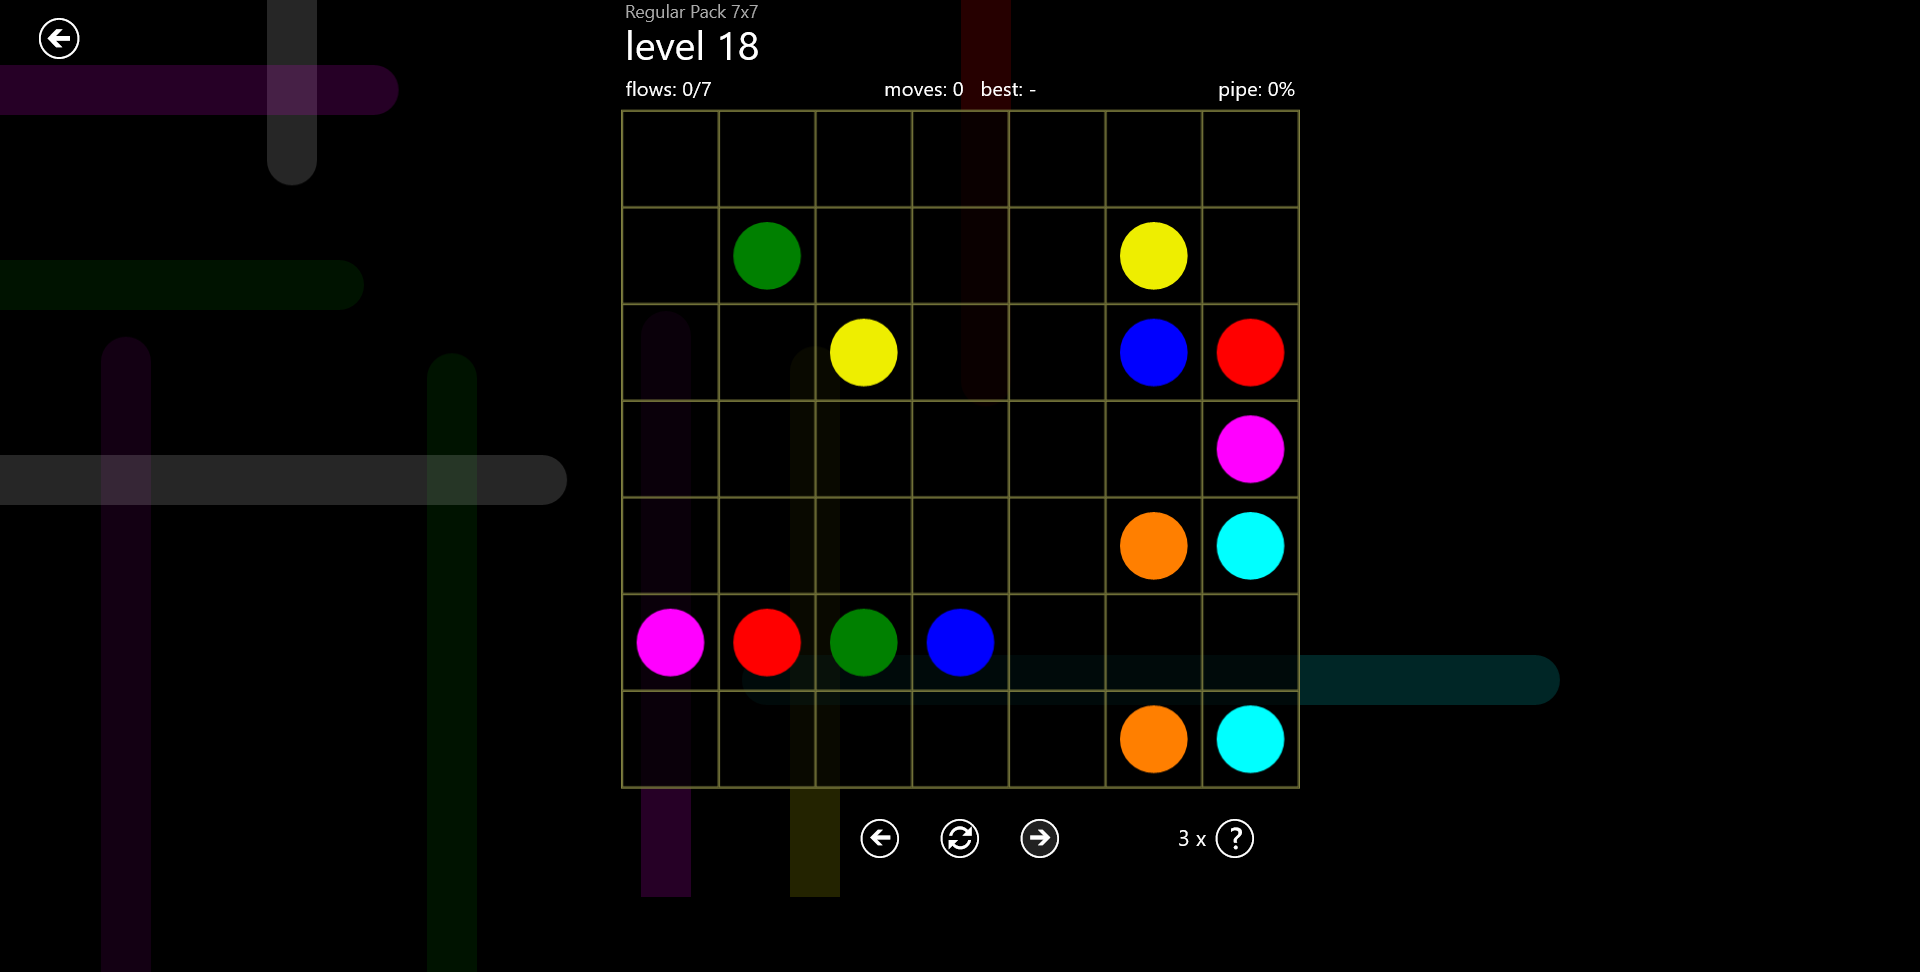 Regular Pack 7x7
level 18
flows: 0/7 moves: 0 best: - pipe: 0%
3 x ?